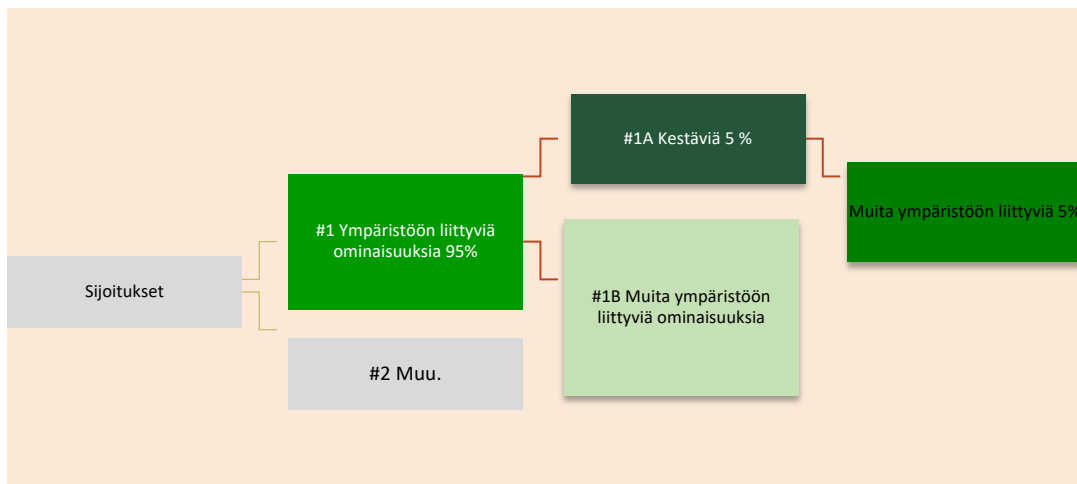 Sijoitukset
#1 Ympäristöön liittyviä
ominaisuuksia 95%
#2 Muu.
#1A Kestäviä 5 %
#1B Muita ympäristöön
liittyviä ominaisuuksia
Muita ympäristöön liittyviä 5%